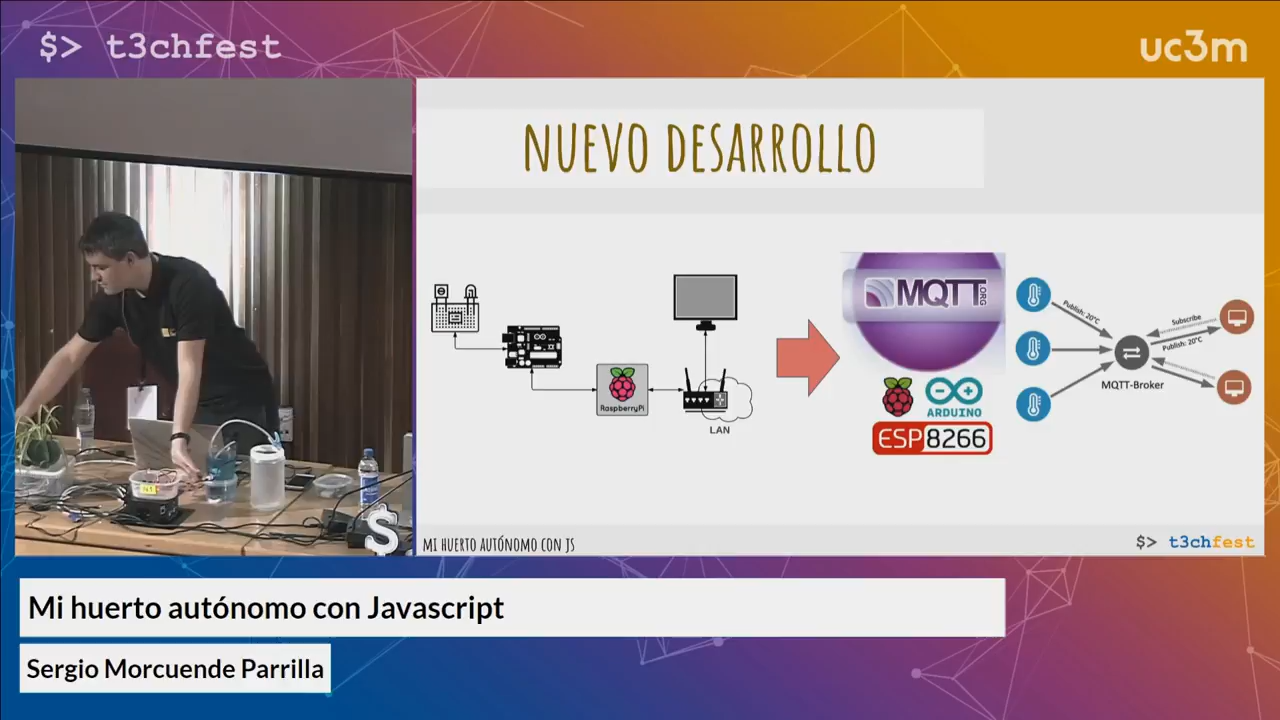 $> t3chfest
uc3m
NUEVO DESARROLLO
RaspberryPi
LAN
MQTT.ORG
ARDUINO
ESP8266
Publish: 20°C
Subscribe
Publish: 20°C
MQTT-Broker
MI HUERTO AUTÓNOMO CON JS
$> t3chfest
$
Mi huerto autónomo con Javascript
Sergio Morcuende Parrilla